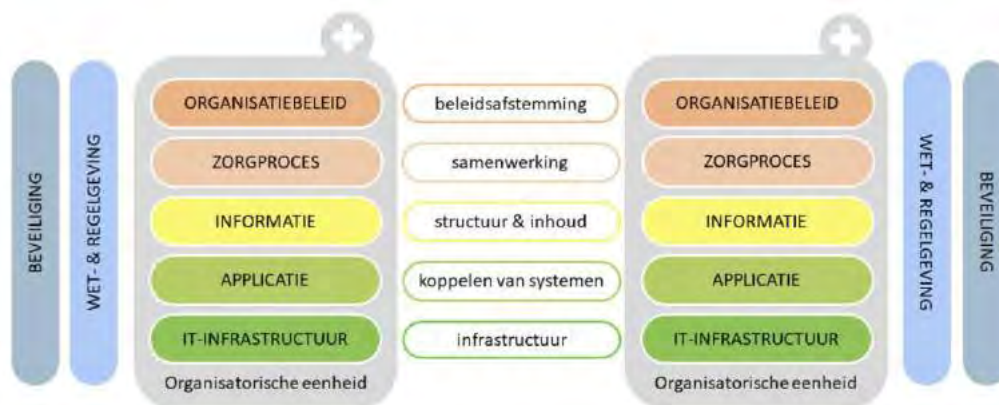 BEVEILIGING
WET- & REGELGEVING
ORGANISATIEBELEID
ZORGPROCES
INFORMATIE
APPLICATIE
IT-INFRASTRUCTUUR
Organisatorische eenheid
beleidsafstemming
samenwerking
structuur & inhoud
koppelen van systemen
infrastructuur
ORGANISATIEBELEID
ZORGPROCES
INFORMATIE
APPLICATIE
IT-INFRASTRUCTUUR
Organisatorische eenheid
WET- & REGELGEVING
BEVEILIGING